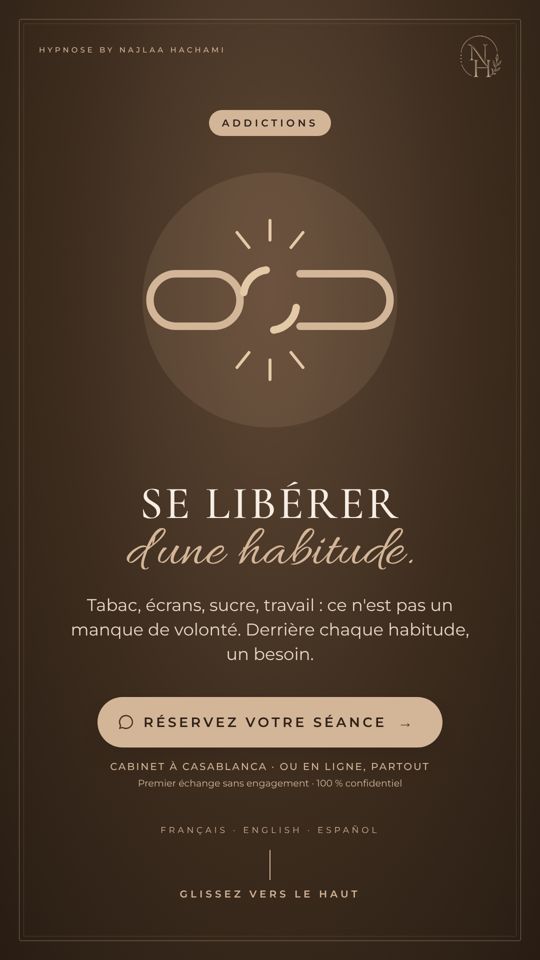 HYPNOSE BY NAJLAA HACHAMI
NH
ADDICTIONS
SE LIBÉRER
d'une habitude.
Tabac, écrans, sucre, travail : ce n'est pas un
manque de volonté. Derrière chaque habitude,
un besoin.
RÉSERVEZ VOTRE SÉANCE →
CABINET À CASABLANCA · OU EN LIGNE, PARTOUT
Premier échange sans engagement · 100 % confidentiel
FRANÇAIS · ENGLISH · ESPAÑOL
GLISSEZ VERS LE HAUT